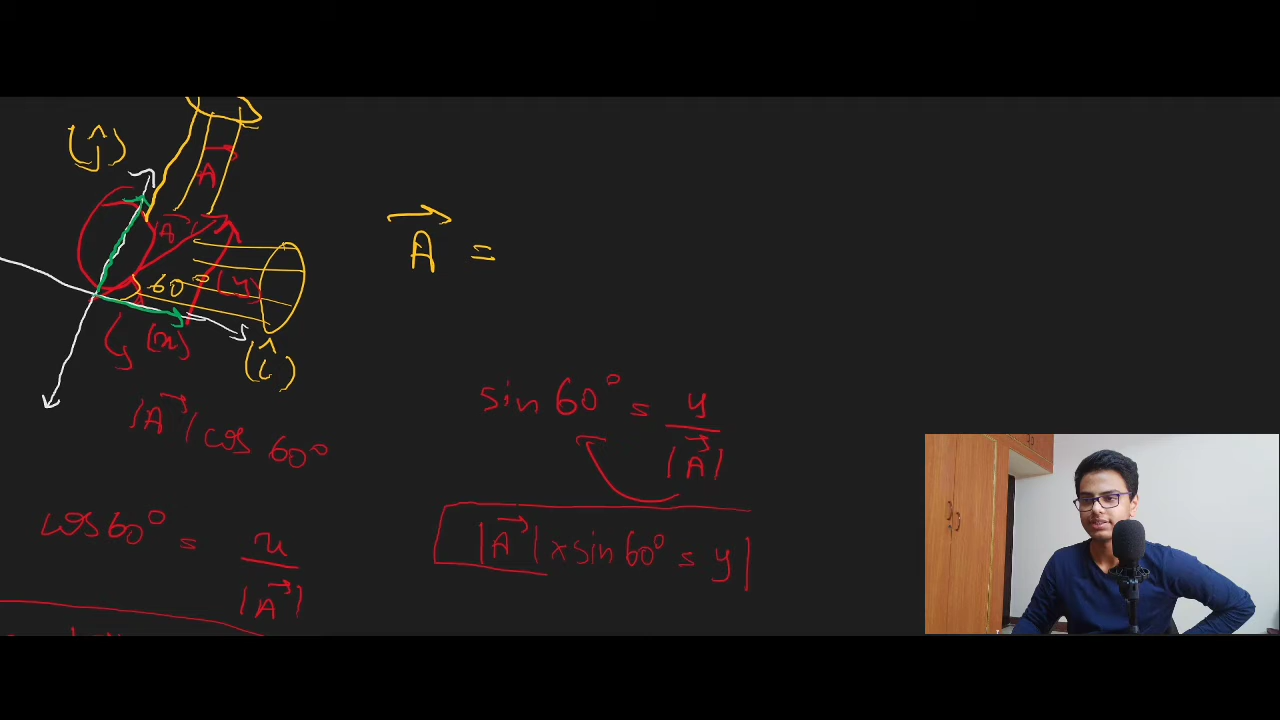 (ĵ)
A⃗
|A⃗|
60°
(y)
(x)
(î)
|A⃗| cos 60°
A⃗ =
sin 60° = y / |A⃗|
|A⃗| x sin 60° = y
cos 60° = x / |A⃗|